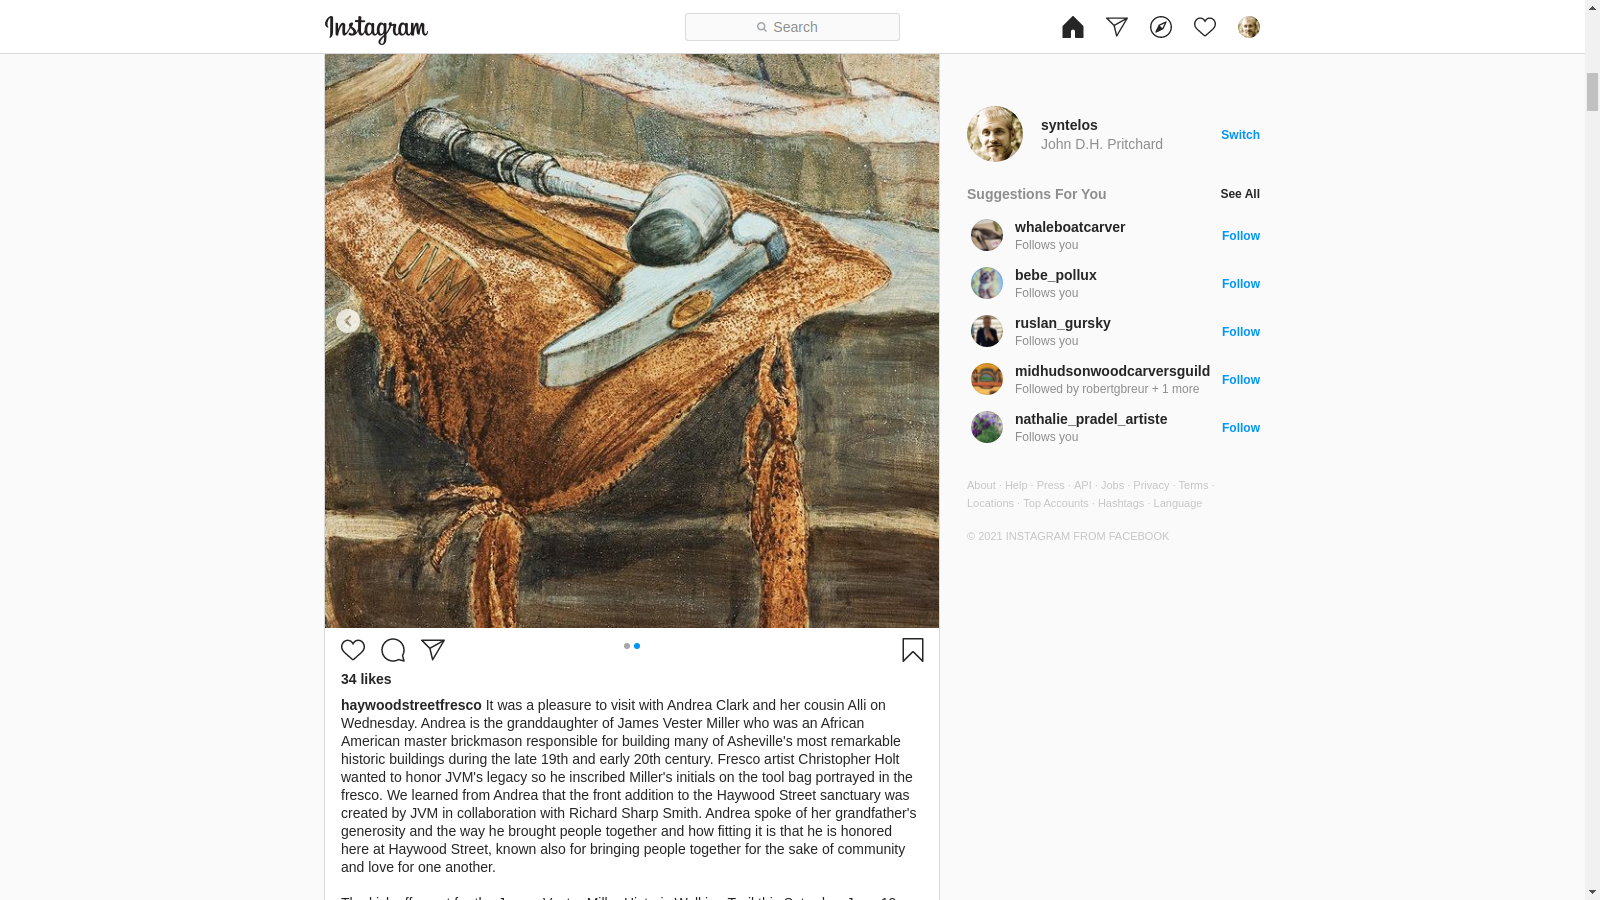 Instagram
Search
JVM
syntelos
John D.H. Pritchard
Switch
Suggestions For You
See All
whaleboatcarver
Follows you
Follow
bebe_pollux
Follows you
Follow
ruslan_gursky
Follows you
Follow
midhudsonwoodcarversguild
Followed by robertgbreur + 1 more
Follow
nathalie_pradel_artiste
Follows you
Follow
About · Help · Press · API · Jobs · Privacy · Terms ·
Locations · Top Accounts · Hashtags · Language
© 2021 INSTAGRAM FROM FACEBOOK
34 likes
haywoodstreetfresco It was a pleasure to visit with Andrea Clark and her cousin Alli on
Wednesday. Andrea is the granddaughter of James Vester Miller who was an African
American master brickmason responsible for building many of Asheville's most remarkable
historic buildings during the late 19th and early 20th century. Fresco artist Christopher Holt
wanted to honor JVM's legacy so he inscribed Miller's initials on the tool bag portrayed in the
fresco. We learned from Andrea that the front addition to the Haywood Street sanctuary was
created by JVM in collaboration with Richard Sharp Smith. Andrea spoke of her grandfather's
generosity and the way he brought people together and how fitting it is that he is honored
here at Haywood Street, known also for bringing people together for the sake of community
and love for one another.